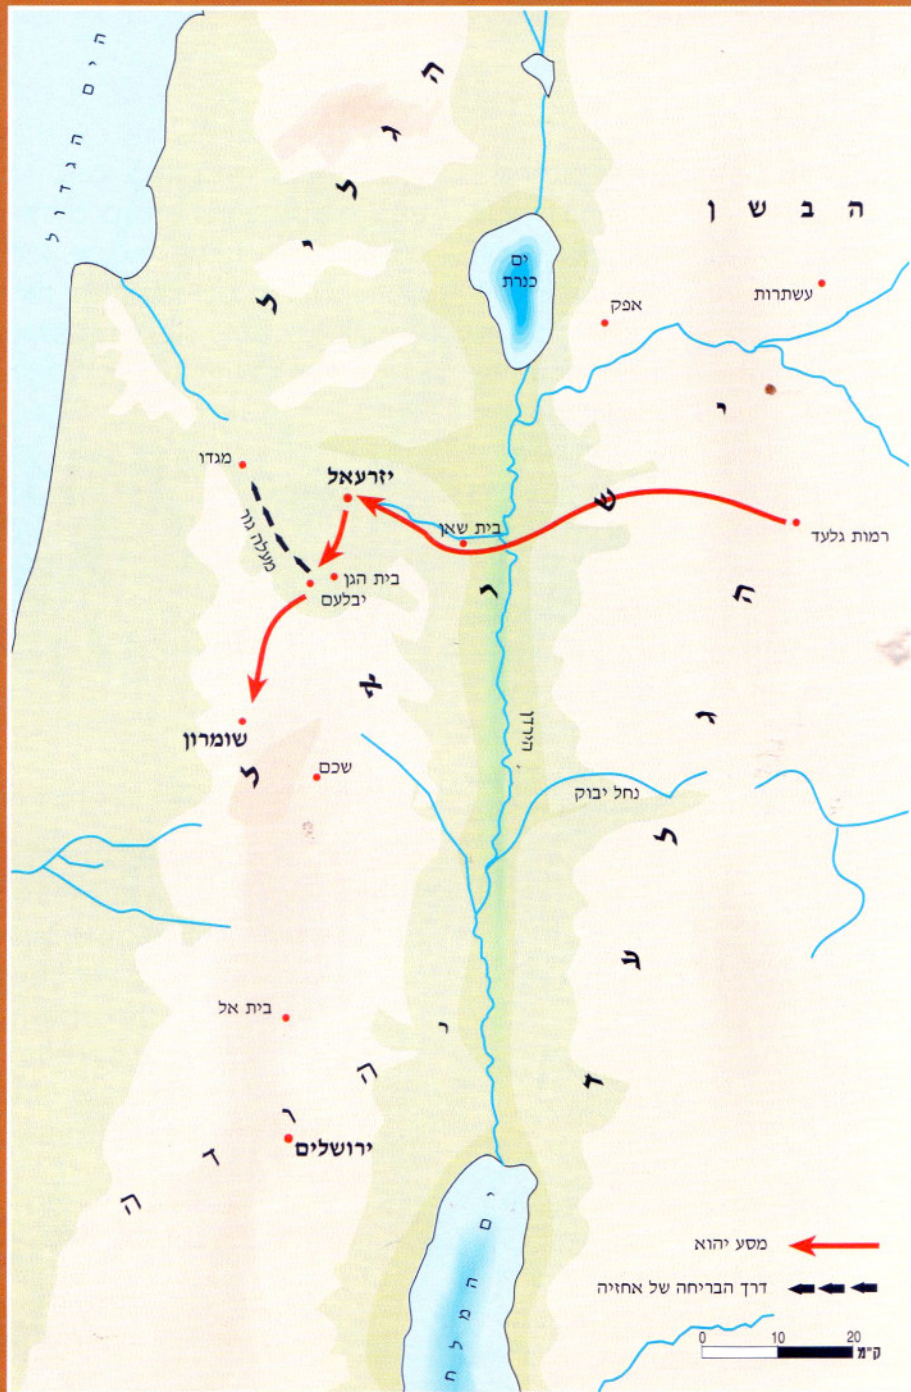 הים הגדול
הגליל
הבשן
ים
כנרת
עשתרות
אפק
מגדו
יזרעאל
בית שאן
רמות גלעד
מעלה גור
בית הגן
יבלעם
ישראל
הגלעד
שומרון
שכם
הירדן
נחל יבוק
בית אל
יהודה
ירושלים
ים המלח
מסע יהוא
דרך הבריחה של אחזיה
0 10 20
ק"מ